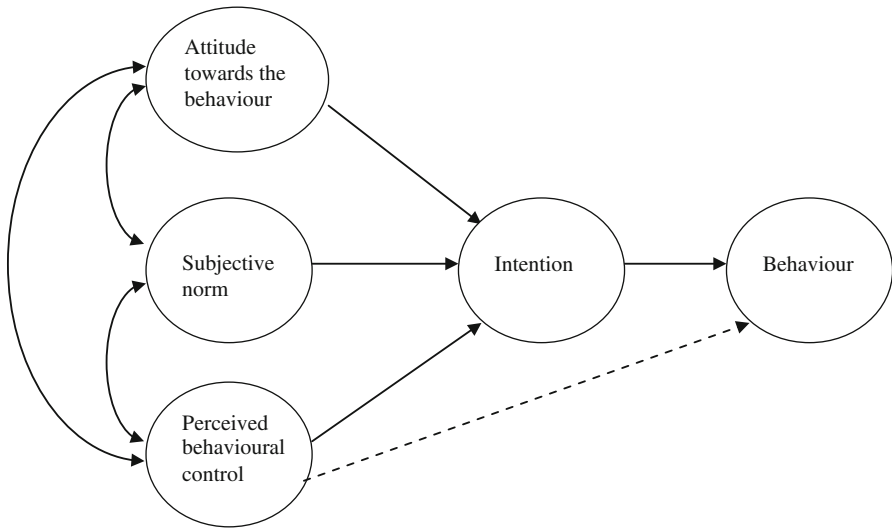 Attitude
towards the
behaviour
Subjective
norm
Intention
Behaviour
Perceived
behavioural
control